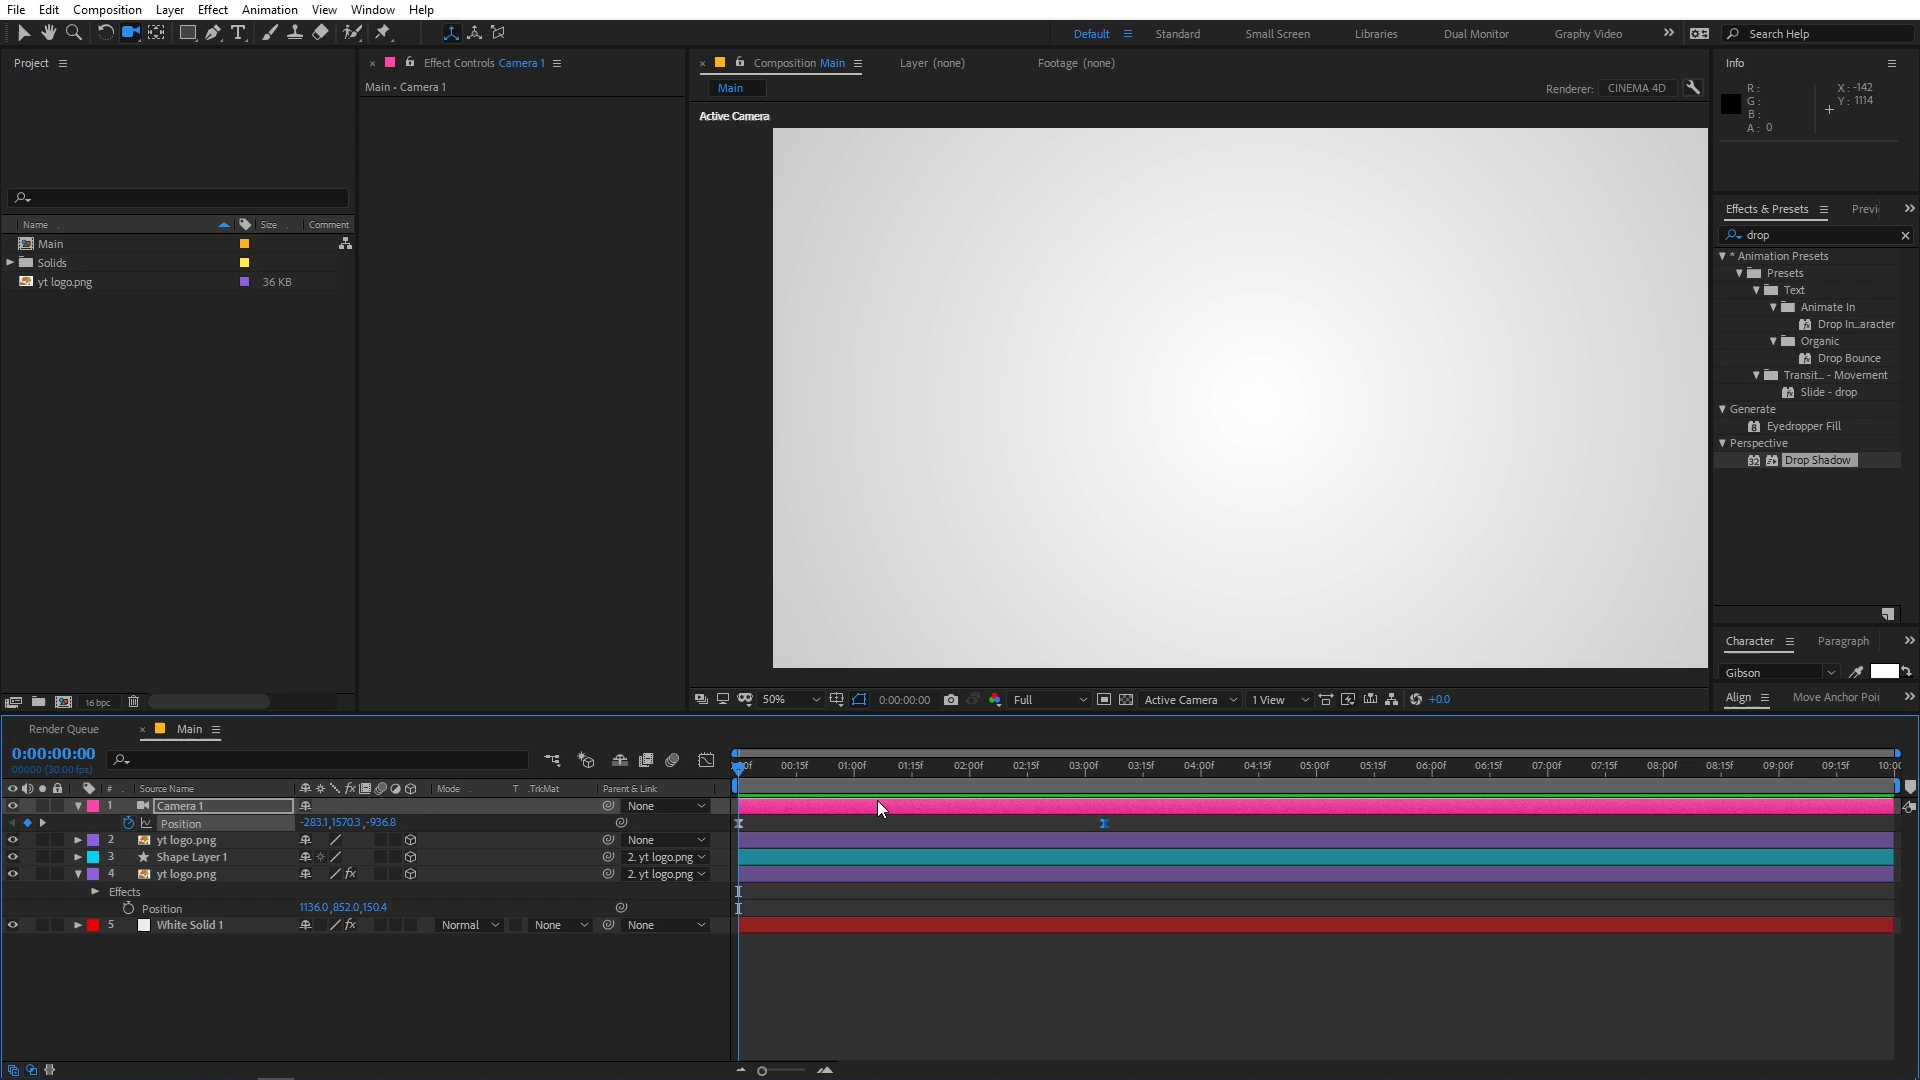 File Edit Composition Layer Effect Animation View Window Help
Default Standard Small Screen Libraries Dual Monitor Graphy Video Search Help
Project
Effect Controls Camera 1
Composition Main Layer (none) Footage (none)
Info
Main • Camera 1
Main
Renderer: CINEMA 4D
R:
G:
B:
A: 0
X: -142
Y: 1114
Active Camera
Effects & Presets
drop
Name Size Comment
Main
Solids
yt logo.png 36 KB
* Animation Presets
Presets
Text
Animate In
Drop In...aracter
Organic
Drop Bounce
Transit... - Movement
Slide - drop
Generate
Eyedropper Fill
Perspective
Drop Shadow
Character Paragraph
Gibson
Align Move Anchor Poi
16 bpc
50% 0:00:00:00 Full Active Camera 1 View +0.0
Render Queue Main
0:00:00:00
00000 (30.00 fps)
00:15f 01:00f 01:15f 02:00f 02:15f 03:00f 03:15f 04:00f 04:15f 05:00f 05:15f 06:00f 06:15f 07:00f 07:15f 08:00f 08:15f 09:00f 09:15f
# Source Name Mode T .TrkMat Parent & Link
1 Camera 1 None
Position -283.1,1570.3,-936.8
2 yt logo.png None
3 Shape Layer 1 2. yt logo.png
4 yt logo.png fx 2. yt logo.png
Effects
Position 1136.0,852.0,150.4
5 White Solid 1 fx Normal None None